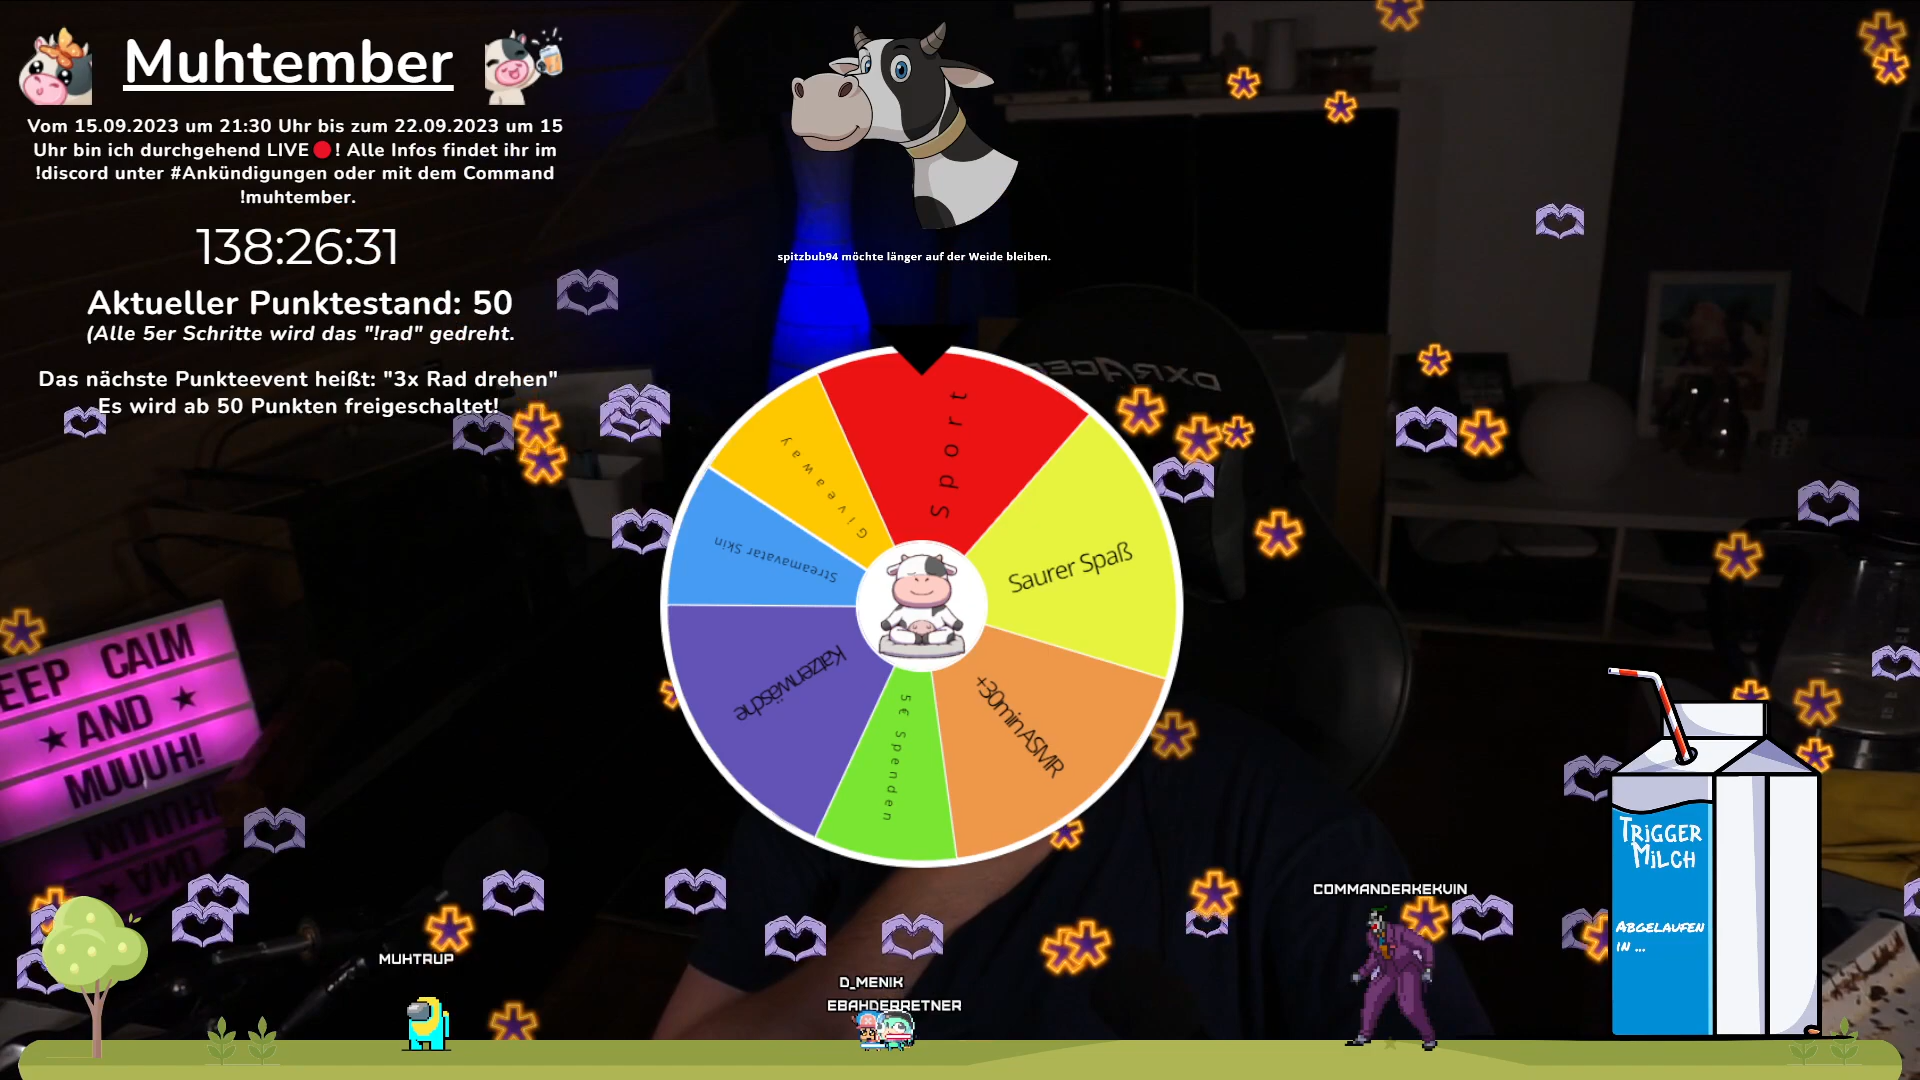 Muhtember
Vom 15.09.2023 um 21:30 Uhr bis zum 22.09.2023 um 15
Uhr bin ich durchgehend LIVE🔴! Alle Infos findet ihr im
!discord unter #Ankündigungen oder mit dem Command
!muhtember.
138:26:31
Aktueller Punktestand: 50
(Alle 5er Schritte wird das "!rad" gedreht.
Das nächste Punkteevent heißt: "3x Rad drehen"
Es wird ab 50 Punkten freigeschaltet!
spitzbub94 möchte länger auf der Weide bleiben.
DXRACER
Sport
Saurer Spaß
+30min ASMR
5€ Spenden
Katzenwäsche
Streamavatar Skin
Giveaway
EEP CALM
★ AND ★
MUUUH!
TRiGGER
MiLCH
ABGELAUFEN
iN ...
COMMANDERKEKUIN
MUHTRUP
D_MENIK
EBAHDERRETNER